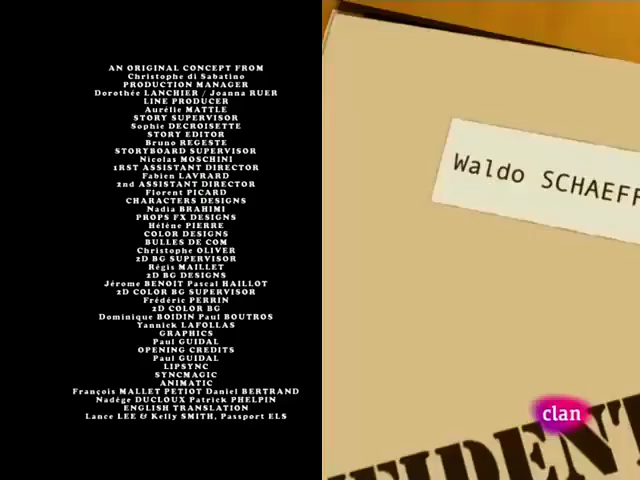 AN ORIGINAL CONCEPT FROM
Christophe di Sabatino
PRODUCTION MANAGER
Dorothée LANCHIER / Joanna RUER
LINE PRODUCER
Aurélie MATTLE
STORY SUPERVISOR
Sophie DECROISETTE
STORY EDITOR
Bruno REGESTE
STORYBOARD SUPERVISOR
Nicolas MOSCHINI
1RST ASSISTANT DIRECTOR
Fabien LAVRARD
2nd ASSISTANT DIRECTOR
Florent PICARD
CHARACTERS DESIGNS
Nadia BRAHIMI
PROPS FX DESIGNS
Hélène PIERRE
COLOR DESIGNS
BULLES DE COM
Christophe OLIVER
2D BG SUPERVISOR
Régis MAILLET
2D BG DESIGNS
Jérome BENOIT Pascal HAILLOT
2D COLOR BG SUPERVISOR
Frédéric PERRIN
2D COLOR BG
Dominique BOIDIN Paul BOUTROS
Yannick LAFOLLAS
GRAPHICS
Paul GUIDAL
OPENING CREDITS
Paul GUIDAL
LIPSYNC
SYNCMAGIC
ANIMATIC
François MALLET PETIOT Daniel BERTRAND
Nadège DUCLOUX Patrick PHELPIN
ENGLISH TRANSLATION
Lance LEE & Kelly SMITH, Passport ELS
Waldo SCHAEFF
clan
FIDENT